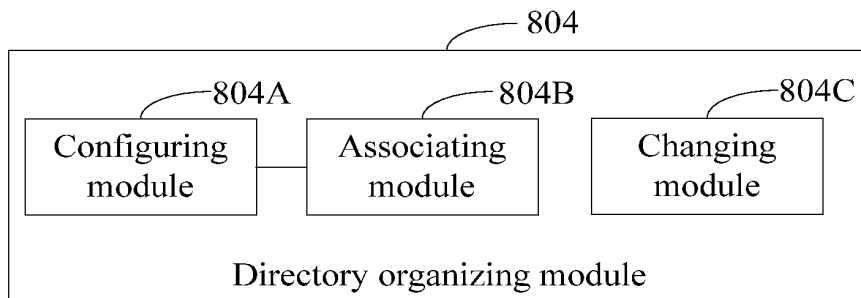 804
804A
804B
804C
Configuring
module
Associating
module
Changing
module
Directory organizing module